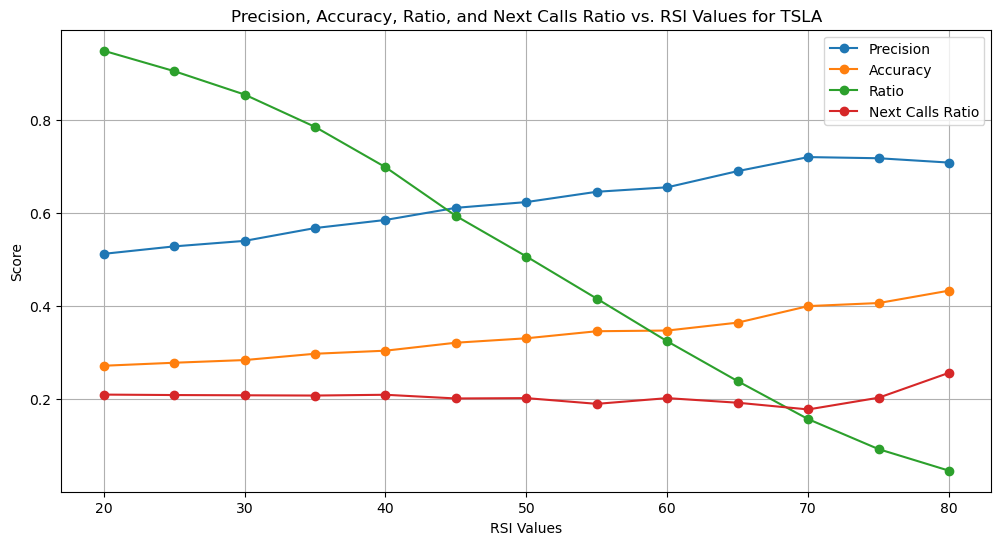 Precision, Accuracy, Ratio, and Next Calls Ratio vs. RSI Values for TSLA
Precision
Accuracy
Ratio
Next Calls Ratio
Score
0.8
0.6
0.4
0.2
20 30 40 50 60 70 80
RSI Values